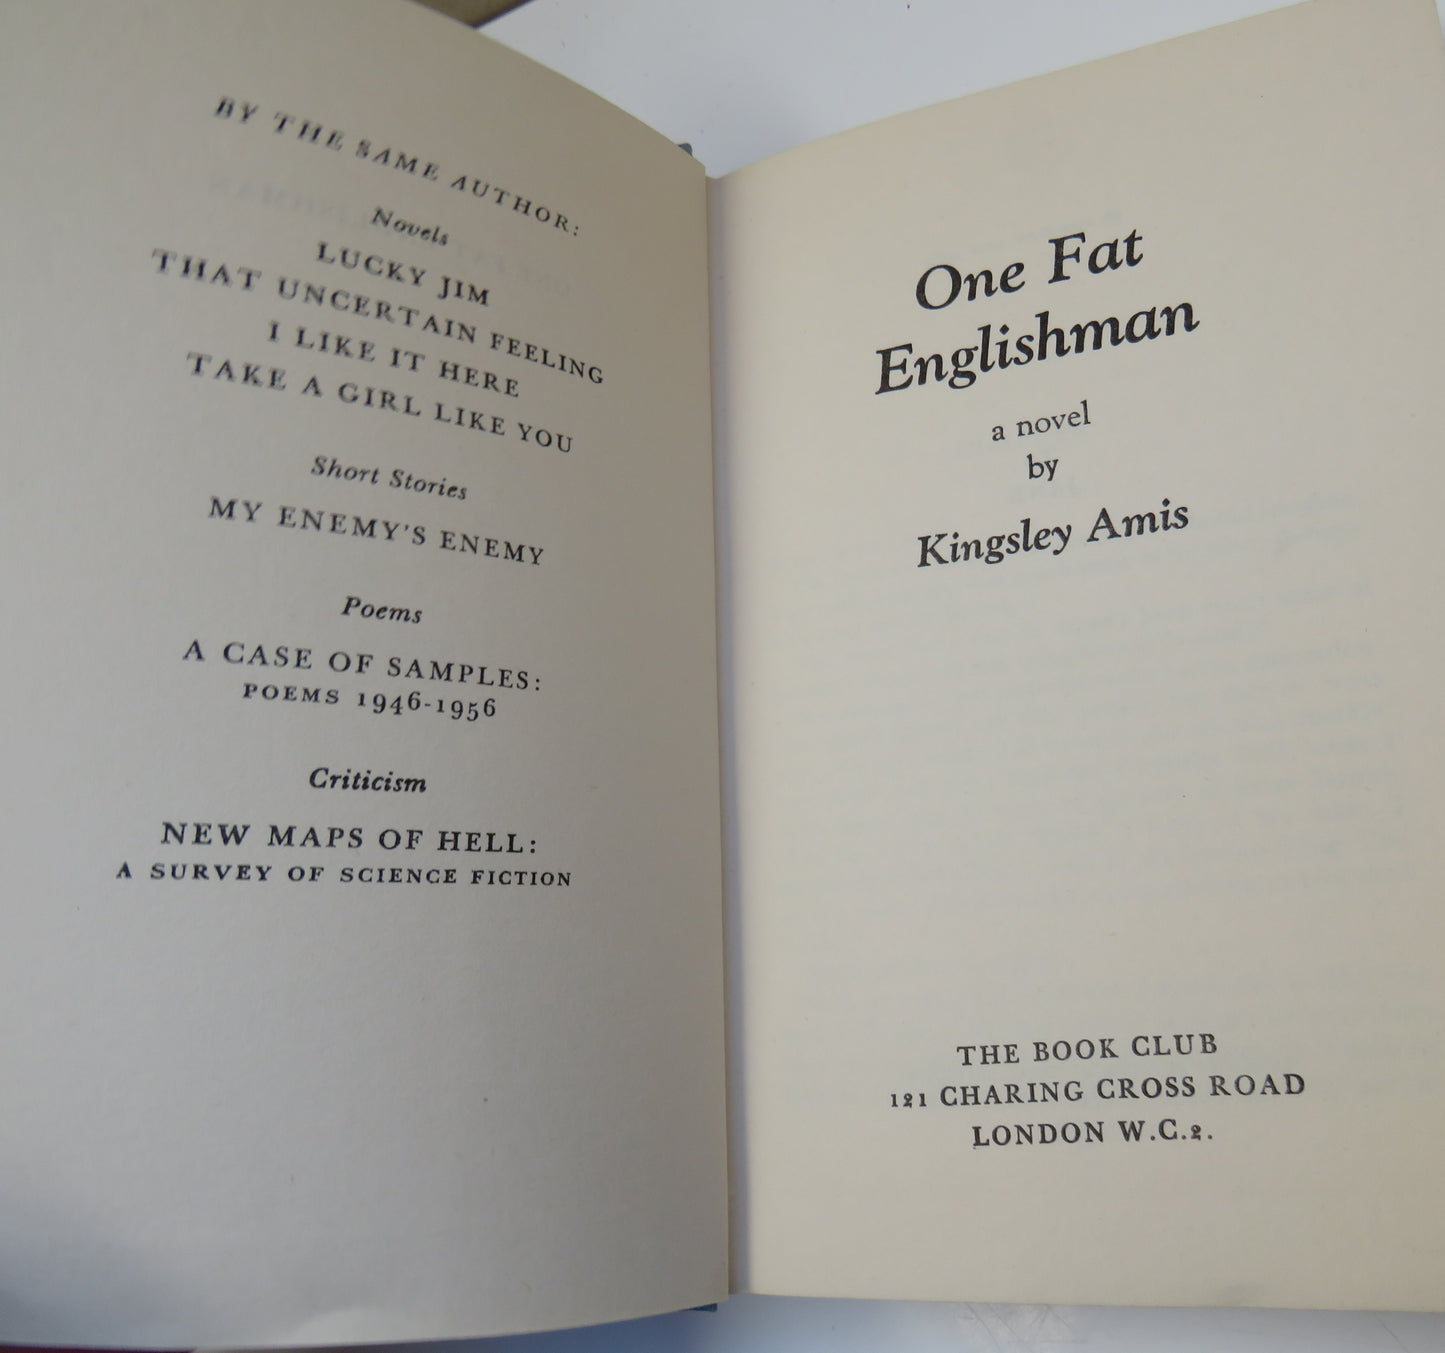 BY THE SAME AUTHOR:
Novels
LUCKY JIM
THAT UNCERTAIN FEELING
I LIKE IT HERE
TAKE A GIRL LIKE YOU
Short Stories
MY ENEMY'S ENEMY
Poems
A CASE OF SAMPLES:
POEMS 1946-1956
Criticism
NEW MAPS OF HELL:
A SURVEY OF SCIENCE FICTION
One Fat
Englishman
a novel
by
Kingsley Amis
THE BOOK CLUB
121 CHARING CROSS ROAD
LONDON W.C.2.